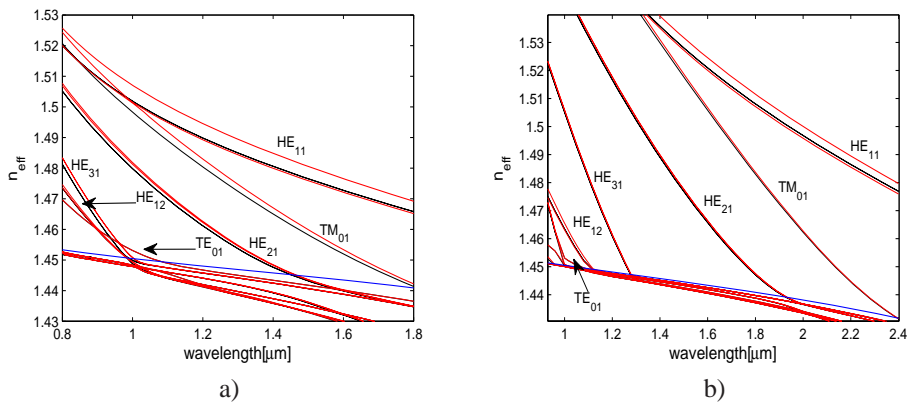 1.53
1.52
1.51
1.5
1.49
1.48
1.47
1.46
1.45
1.44
1.43
n_eff
0.8 1 1.2 1.4 1.6 1.8
wavelength[μm]
HE_11
HE_31
HE_12
TM_01
TE_01
HE_21
a)
1.53
1.52
1.51
1.5
1.49
1.48
1.47
1.46
1.45
1.44
n_eff
1 1.2 1.4 1.6 1.8 2 2.2 2.4
wavelength[μm]
HE_11
HE_31
HE_21
TM_01
HE_12
TE_01
b)